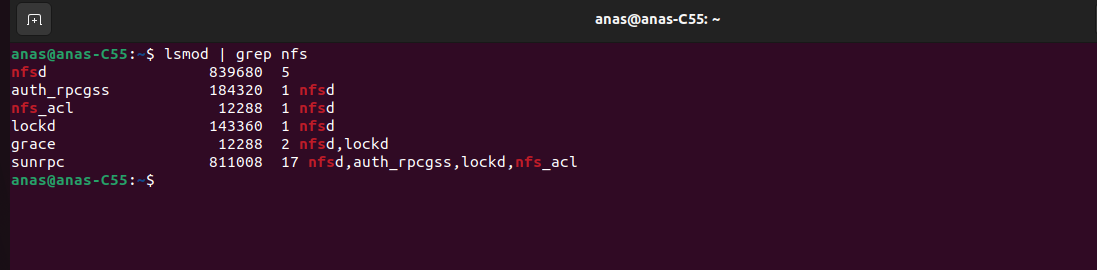 anas@anas-C55: ~
anas@anas-C55:~$ lsmod | grep nfs
nfsd                  839680  5
auth_rpcgss           184320  1 nfsd
nfs_acl                12288  1 nfsd
lockd                 143360  1 nfsd
grace                  12288  2 nfsd,lockd
sunrpc                811008  17 nfsd,auth_rpcgss,lockd,nfs_acl
anas@anas-C55:~$